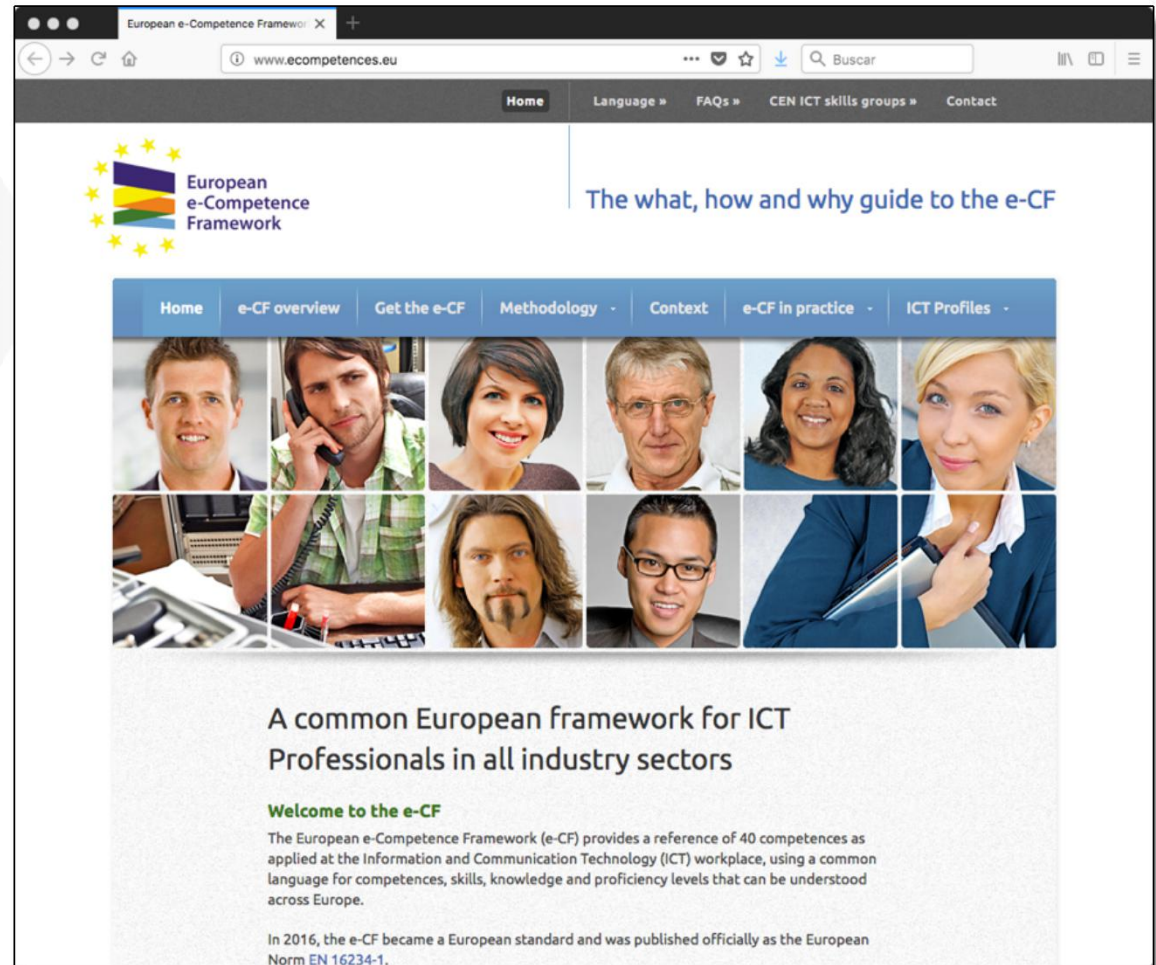 European e-Competence Framewor
www.ecompetences.eu
Buscar
Home Language » FAQs » CEN ICT skills groups » Contact
European
e-Competence
Framework
The what, how and why guide to the e-CF
Home e-CF overview Get the e-CF Methodology Context e-CF in practice ICT Profiles
A common European framework for ICT
Professionals in all industry sectors
Welcome to the e-CF
The European e-Competence Framework (e-CF) provides a reference of 40 competences as
applied at the Information and Communication Technology (ICT) workplace, using a common
language for competences, skills, knowledge and proficiency levels that can be understood
across Europe.
In 2016, the e-CF became a European standard and was published officially as the European
Norm EN 16234-1.